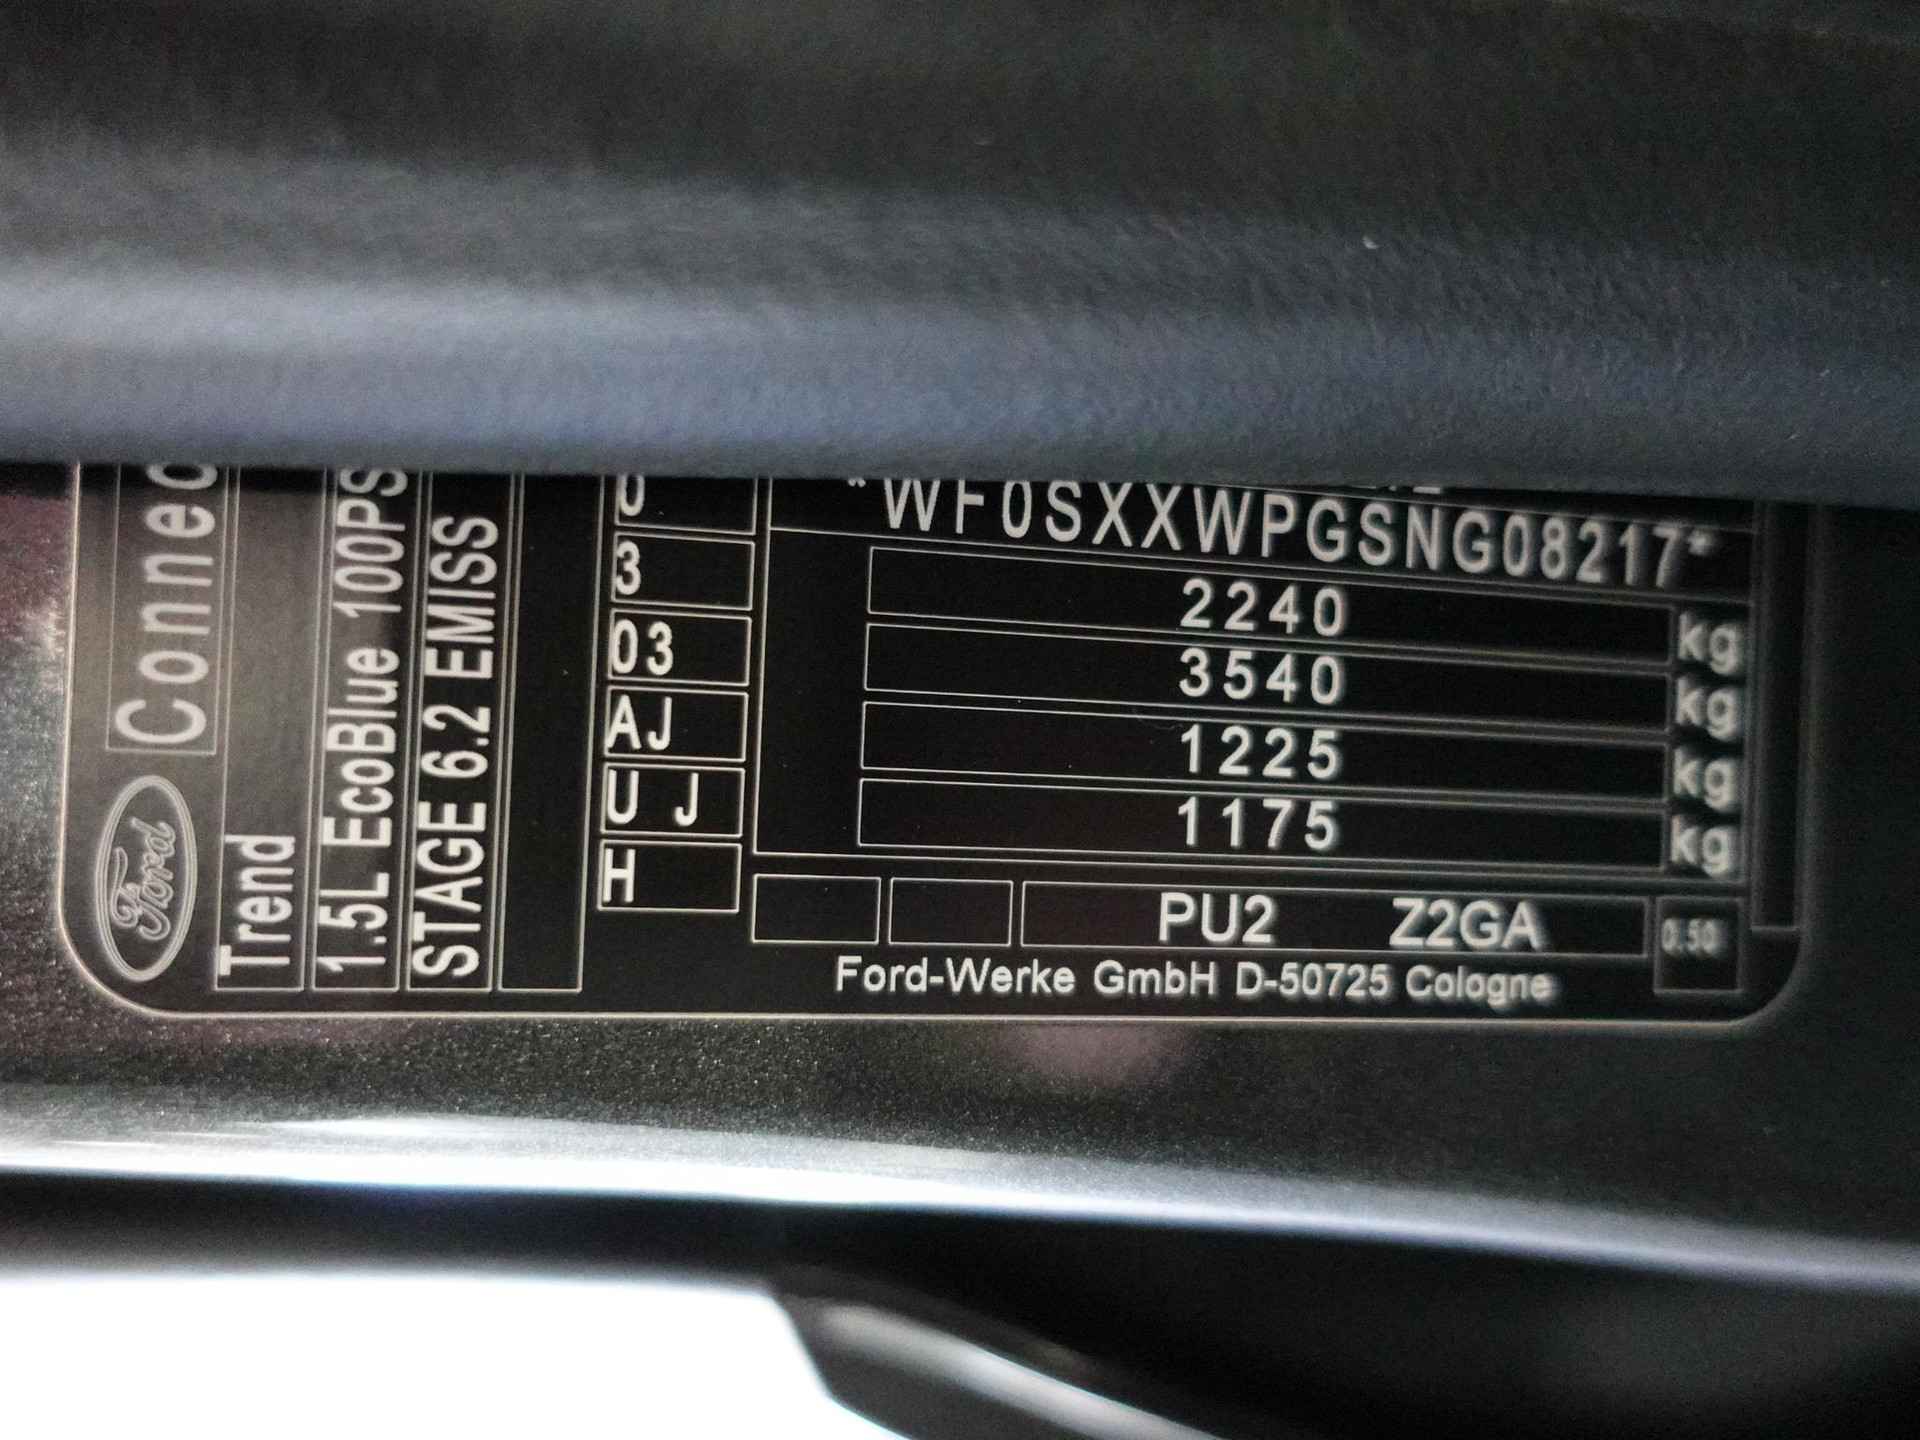 Ford
Connec
Trend
1.5L EcoBlue 100PS
STAGE 6.2 EMISS
3
03
AJ
U J
H
*WF0SXXWPGSNG08217*
2240 kg
3540 kg
1225 kg
1175 kg
PU2 Z2GA 0.50
Ford-Werke GmbH D-50725 Cologne